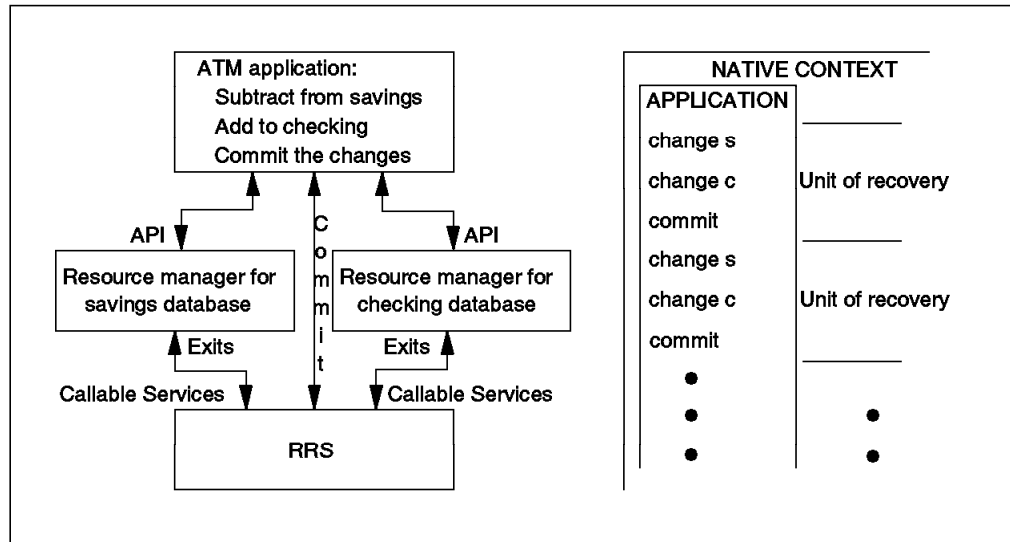 ATM application:
Subtract from savings
Add to checking
Commit the changes
API
Commit
API
Resource manager for
savings database
Resource manager for
checking database
Exits
Exits
Callable Services
Callable Services
RRS
NATIVE CONTEXT
APPLICATION
change s
change c
Unit of recovery
commit
change s
change c
Unit of recovery
commit